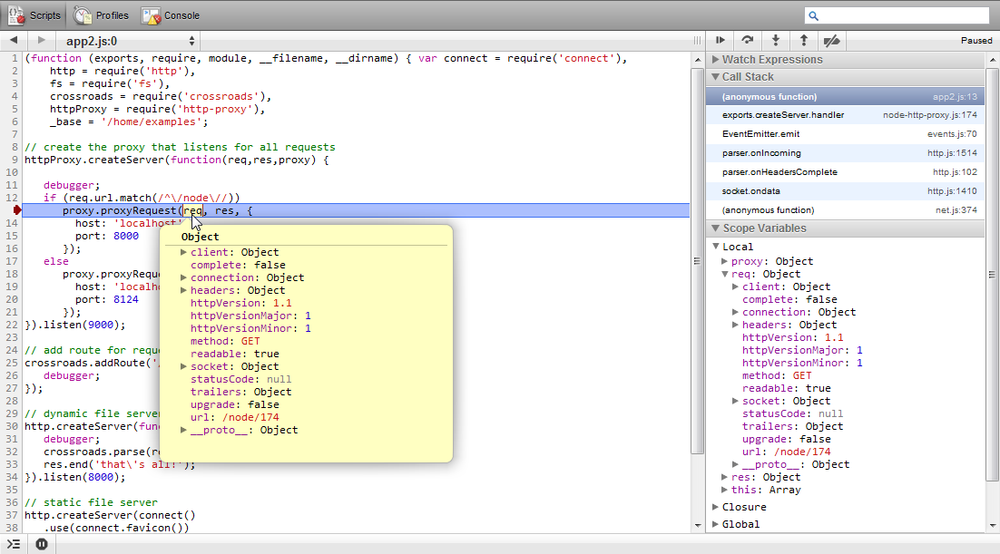 Scripts Profiles Console
app2.js:0 Paused
1 (function (exports, require, module, __filename, __dirname) { var connect = require('connect'),
2 http = require('http'),
3 fs = require('fs'),
4 crossroads = require('crossroads'),
5 httpProxy = require('http-proxy'),
6 _base = '/home/examples';
7
8 // create the proxy that listens for all requests
9 httpProxy.createServer(function(req,res,proxy) {
10
11 debugger;
12 if (req.url.match(/^\/node\//))
proxy.proxyRequest(req, res, {
14 host: 'localhost'
15 port: 8000
16 });
17 else
18 proxy.proxyRequ
19 host: 'localho
20 port: 8124
21 });
22 }).listen(9000);
23
24 // add route for reque
25 crossroads.addRoute('/
26 debugger;
27 });
28
29 // dynamic file server
30 http.createServer(func
31 debugger;
32 crossroads.parse(re
33 res.end('that\'s all!');
34 }).listen(8000);
35
36 // static file server
37 http.createServer(connect()
38 .use(connect.favicon())
Object
client: Object
complete: false
connection: Object
headers: Object
httpVersion: 1.1
httpVersionMajor: 1
httpVersionMinor: 1
method: GET
readable: true
socket: Object
statusCode: null
trailers: Object
upgrade: false
url: /node/174
__proto__: Object
Watch Expressions
Call Stack
(anonymous function) app2.js:13
exports.createServer.handler node-http-proxy.js:174
EventEmitter.emit events.js:70
parser.onIncoming http.js:1514
parser.onHeadersComplete http.js:102
socket.ondata http.js:1410
(anonymous function) net.js:374
Scope Variables
Local
proxy: Object
req: Object
client: Object
complete: false
connection: Object
headers: Object
httpVersion: 1.1
httpVersionMajor: 1
httpVersionMinor: 1
method: GET
readable: true
socket: Object
statusCode: null
trailers: Object
upgrade: false
url: /node/174
__proto__: Object
res: Object
this: Array
Closure
Global